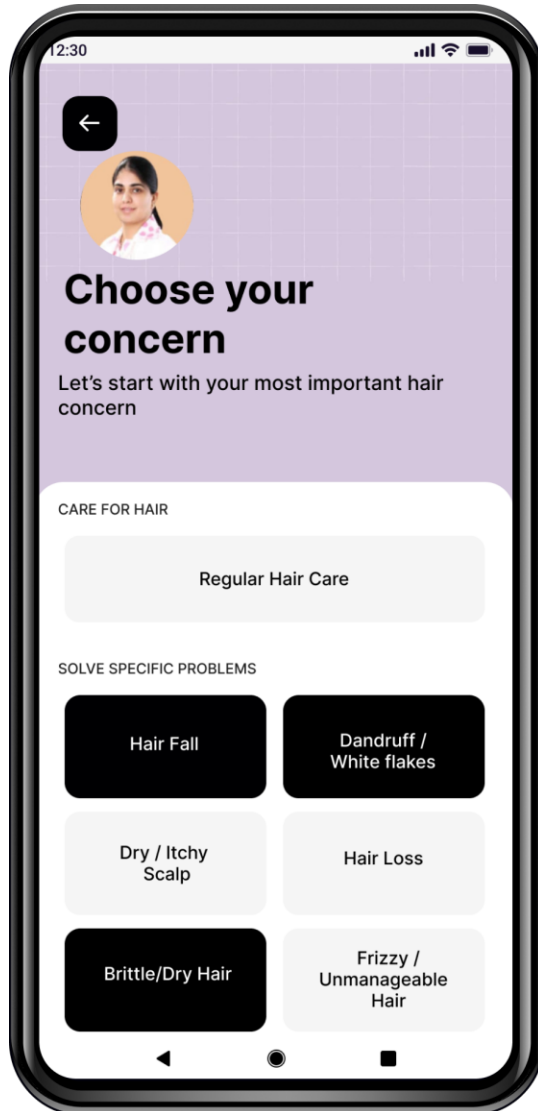 12:30
Choose your
concern
Let's start with your most important hair
concern
CARE FOR HAIR
Regular Hair Care
SOLVE SPECIFIC PROBLEMS
Hair Fall
Dandruff /
White flakes
Dry / Itchy
Scalp
Hair Loss
Brittle/Dry Hair
Frizzy /
Unmanageable
Hair